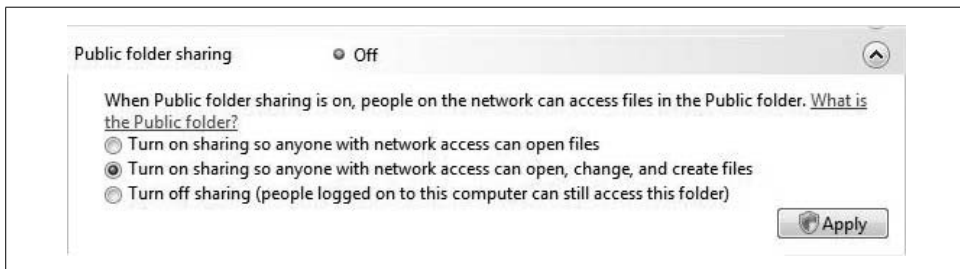 Public folder sharing Off
When Public folder sharing is on, people on the network can access files in the Public folder. What is
the Public folder?
Turn on sharing so anyone with network access can open files
Turn on sharing so anyone with network access can open, change, and create files
Turn off sharing (people logged on to this computer can still access this folder)
Apply